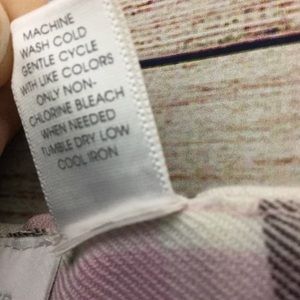 MACHINE
WASH COLD
GENTLE CYCLE
WITH LIKE COLORS
ONLY NON-
CHLORINE BLEACH
WHEN NEEDED
TUMBLE DRY LOW
COOL IRON